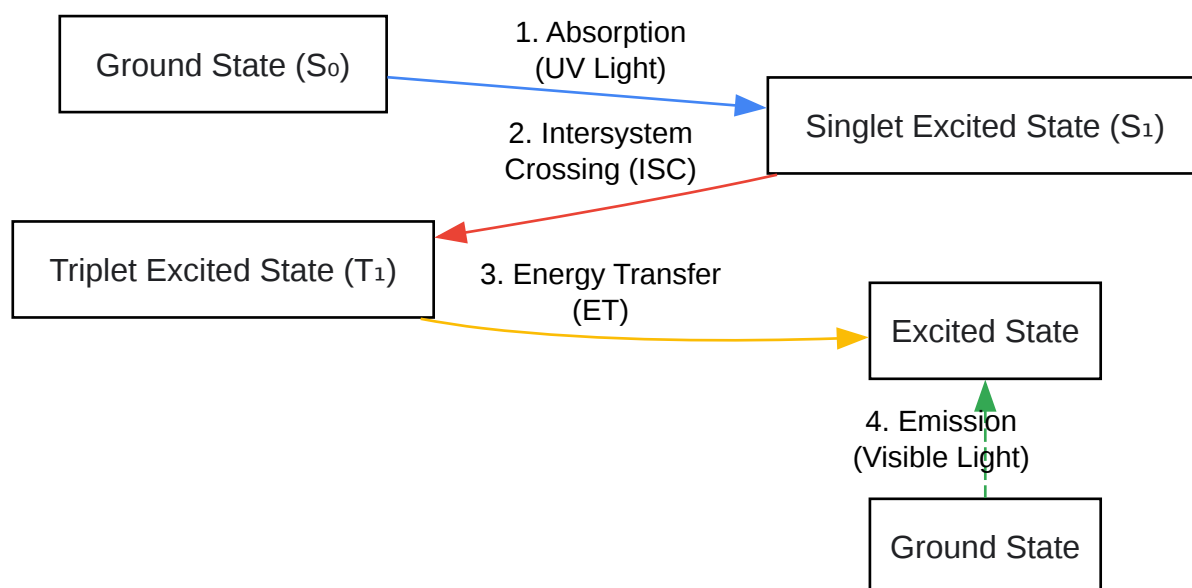 Ground State (S₀)
1. Absorption
(UV Light)
Singlet Excited State (S₁)
2. Intersystem
Crossing (ISC)
Triplet Excited State (T₁)
3. Energy Transfer
(ET)
Excited State
4. Emission
(Visible Light)
Ground State